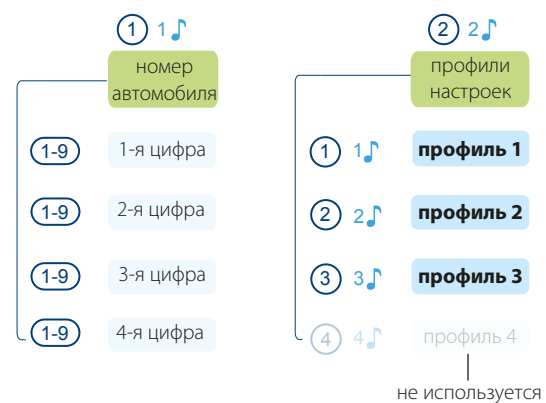 1 1♪
номер
автомобиля
1-9 1-я цифра
1-9 2-я цифра
1-9 3-я цифра
1-9 4-я цифра
2 2♪
профили
настроек
1 1♪ профиль 1
2 2♪ профиль 2
3 3♪ профиль 3
4 4♪ профиль 4
не используется